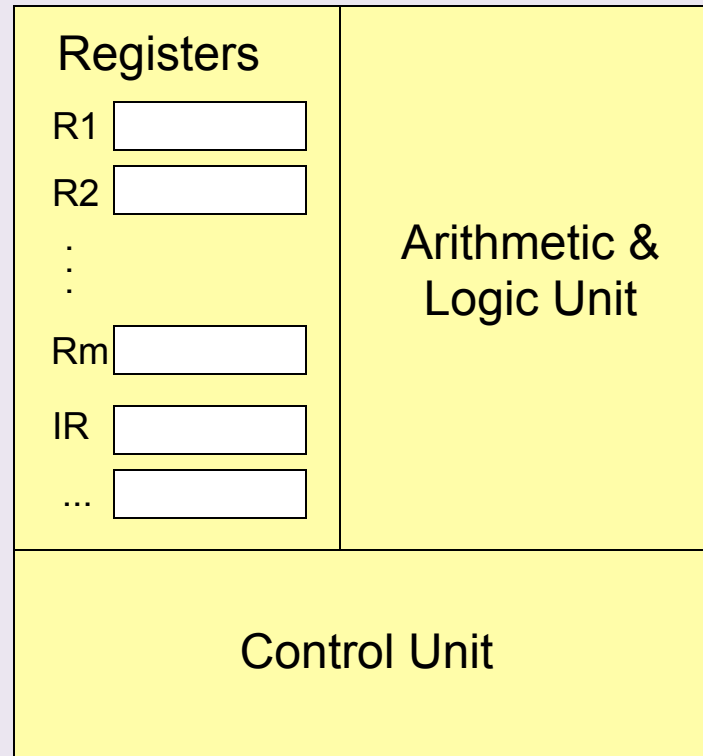 Registers
R1
R2
.
.
.
Rm
IR
...
Arithmetic &
Logic Unit
Control Unit